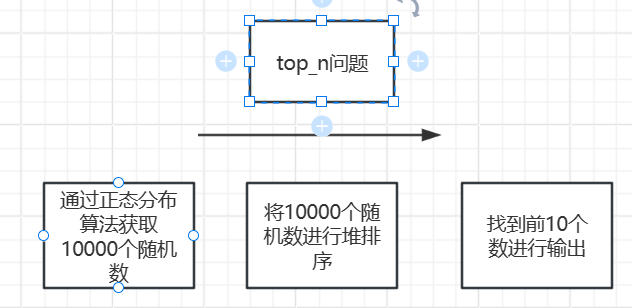 top_n问题
通过正态分布
算法获取
10000个随机
数
将10000个随
机数进行堆排
序
找到前10个
数进行输出